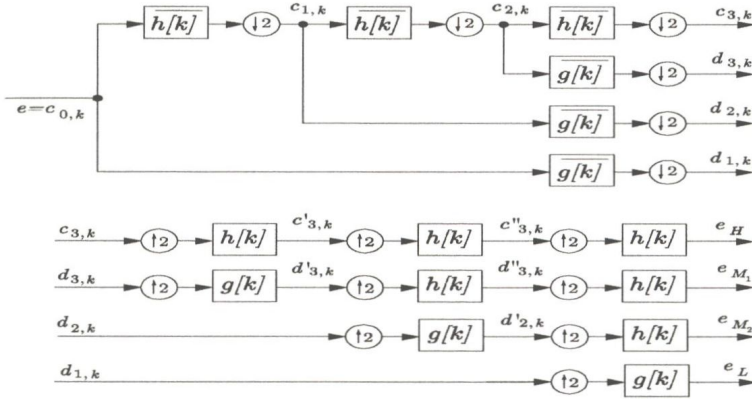 c1,k c2,k c3,k
h[k] ↓2 h[k] ↓2 h[k] ↓2
d3,k
g[k] ↓2
e=c0,k
d2,k
g[k] ↓2
d1,k
g[k] ↓2
c3,k c'3,k c''3,k eH
↑2 h[k] ↑2 h[k] ↑2 h[k]
d3,k d'3,k d''3,k eM1
↑2 g[k] ↑2 h[k] ↑2 h[k]
d2,k d'2,k eM2
↑2 g[k] ↑2 h[k]
d1,k eL
↑2 g[k]